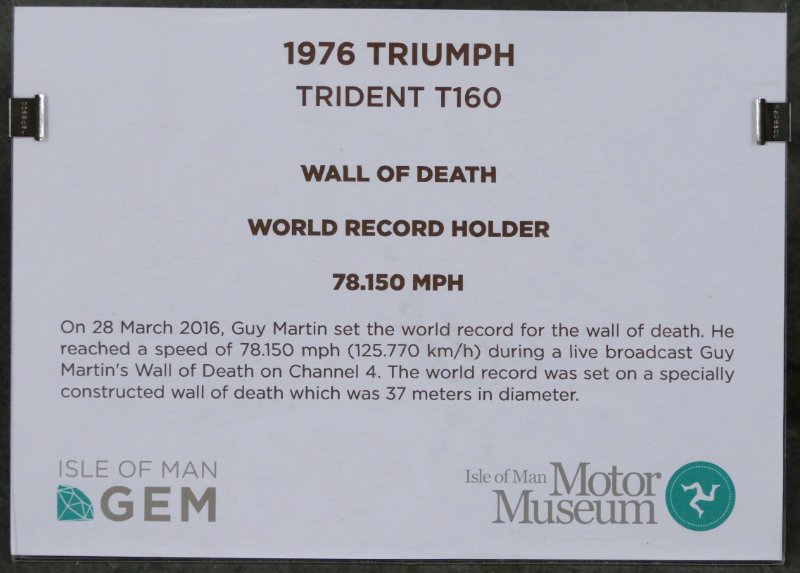 1976 TRIUMPH
TRIDENT T160
WALL OF DEATH
WORLD RECORD HOLDER
78.150 MPH
On 28 March 2016, Guy Martin set the world record for the wall of death. He
reached a speed of 78.150 mph (125.770 km/h) during a live broadcast Guy
Martin's Wall of Death on Channel 4. The world record was set on a specially
constructed wall of death which was 37 meters in diameter.
ISLE OF MAN
GEM
Isle of Man Motor
Museum